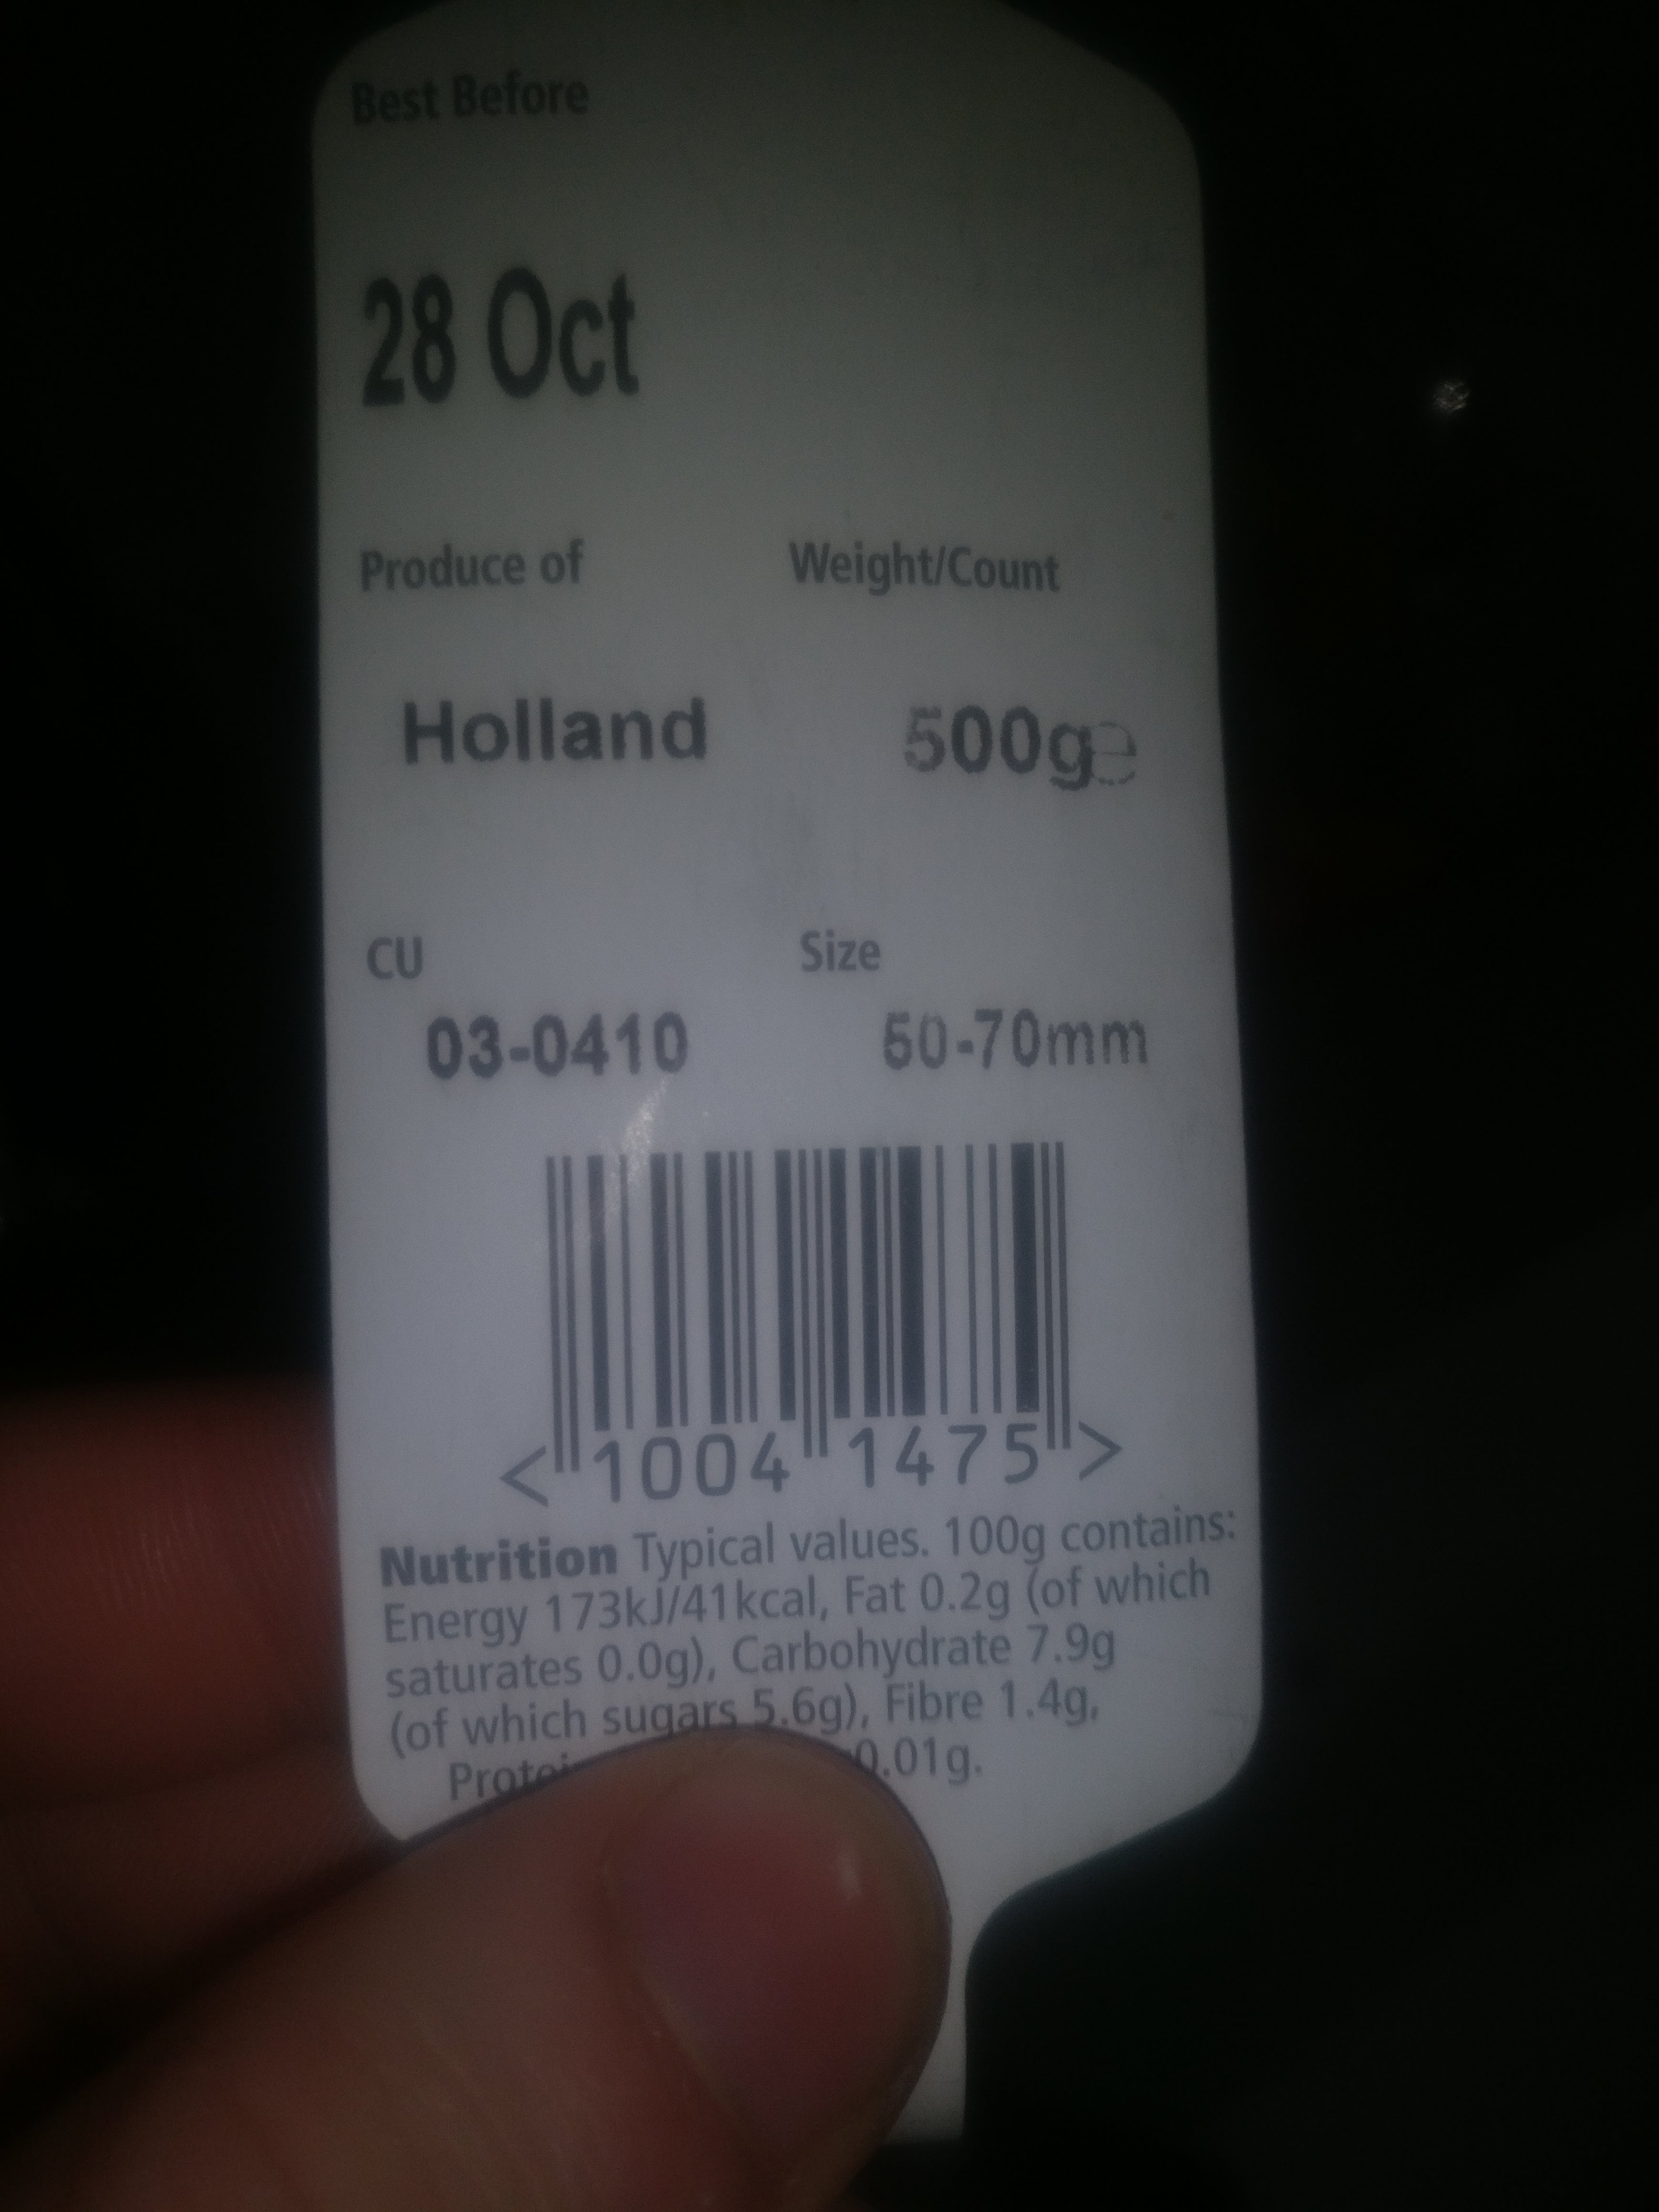 Best Before
28 Oct
Produce of Weight/Count
Holland 500g e
CU Size
03-0410 50-70mm
< 1004 1475 >
Nutrition Typical values. 100g contains:
Energy 173kJ/41kcal, Fat 0.2g (of which
saturates 0.0g), Carbohydrate 7.9g
(of which sugars 5.6g), Fibre 1.4g,
0.01g.